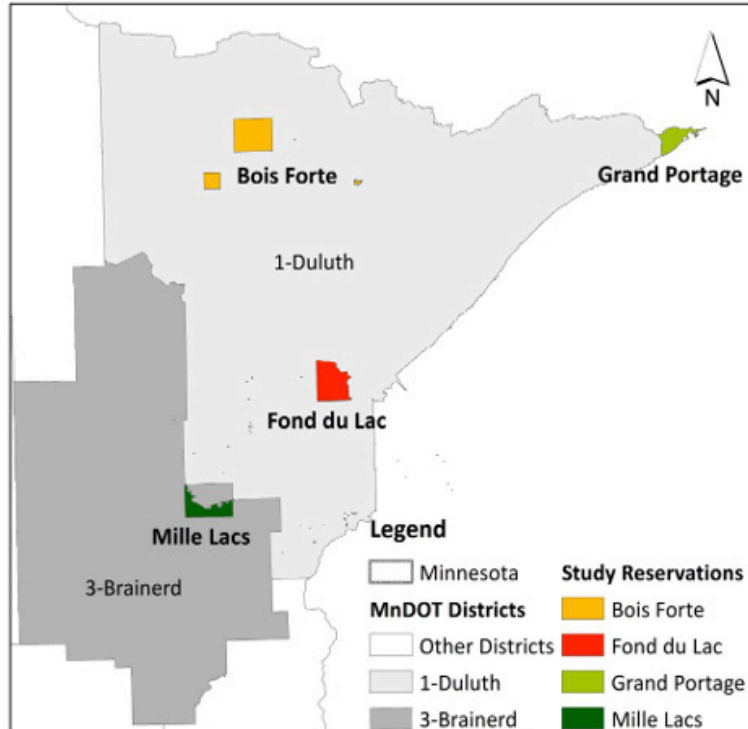 N
Bois Forte
Grand Portage
1-Duluth
Fond du Lac
Mille Lacs
3-Brainerd
Legend
Minnesota
MnDOT Districts
Other Districts
1-Duluth
3-Brainerd
Study Reservations
Bois Forte
Fond du Lac
Grand Portage
Mille Lacs